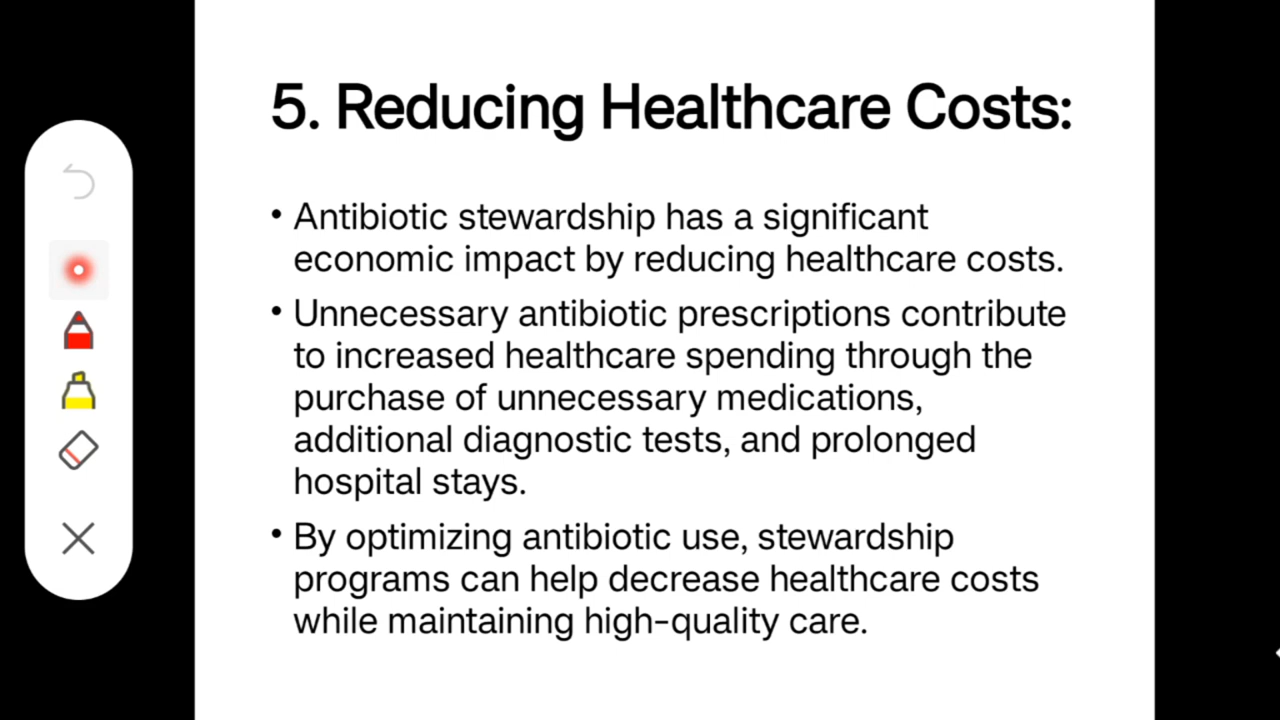 5. Reducing Healthcare Costs:
• Antibiotic stewardship has a significant
economic impact by reducing healthcare costs.
• Unnecessary antibiotic prescriptions contribute
to increased healthcare spending through the
purchase of unnecessary medications,
additional diagnostic tests, and prolonged
hospital stays.
• By optimizing antibiotic use, stewardship
programs can help decrease healthcare costs
while maintaining high-quality care.